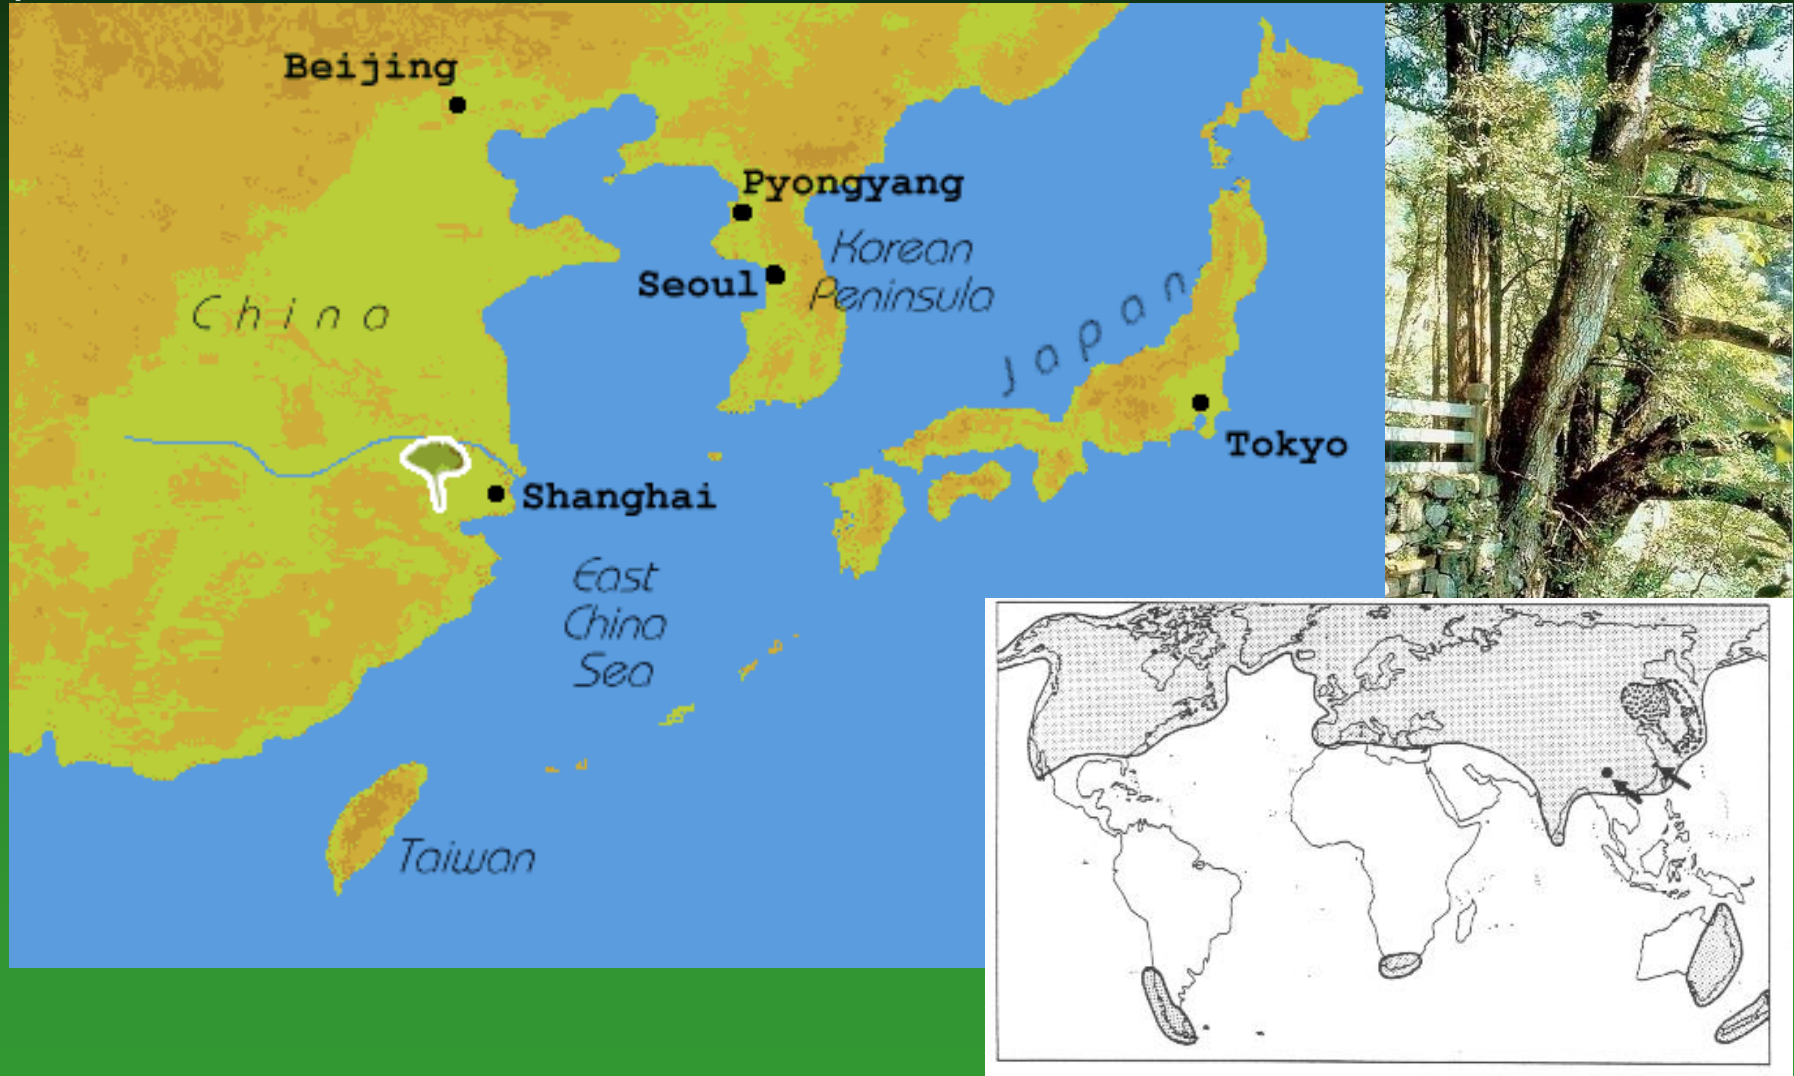 Beijing
Pyongyang
Korean
Peninsula
Seoul
China
Japan
Tokyo
Shanghai
East
China
Sea
Taiwan